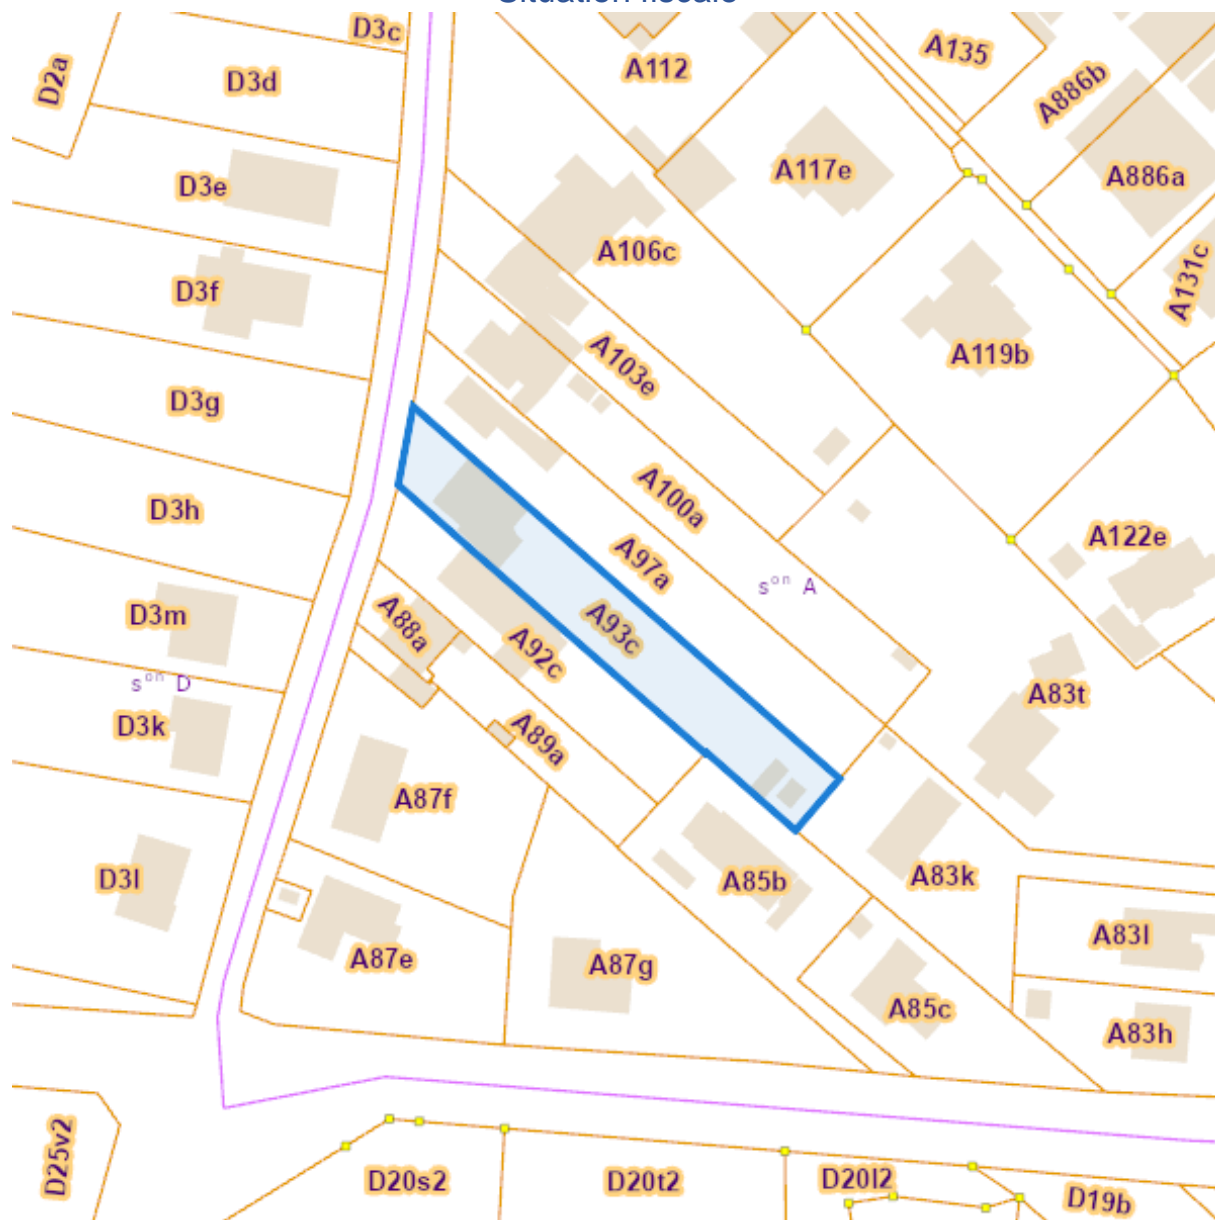 Situation fiscale
D3c
A135
D2a
D3d
A112
A886b
D3e
A117e
A886a
A106c
D3f
A131c
A119b
A103e
D3g
A100a
D3h
A122e
A97a
sᵒⁿ A
D3m
A88a
A93c
A92c
sᵒⁿ D
A83t
D3k
A89a
A87f
D3l
A85b
A83k
A83l
A87e
A87g
A85c
A83h
D25v2
D20s2
D20t2
D20l2
D19b